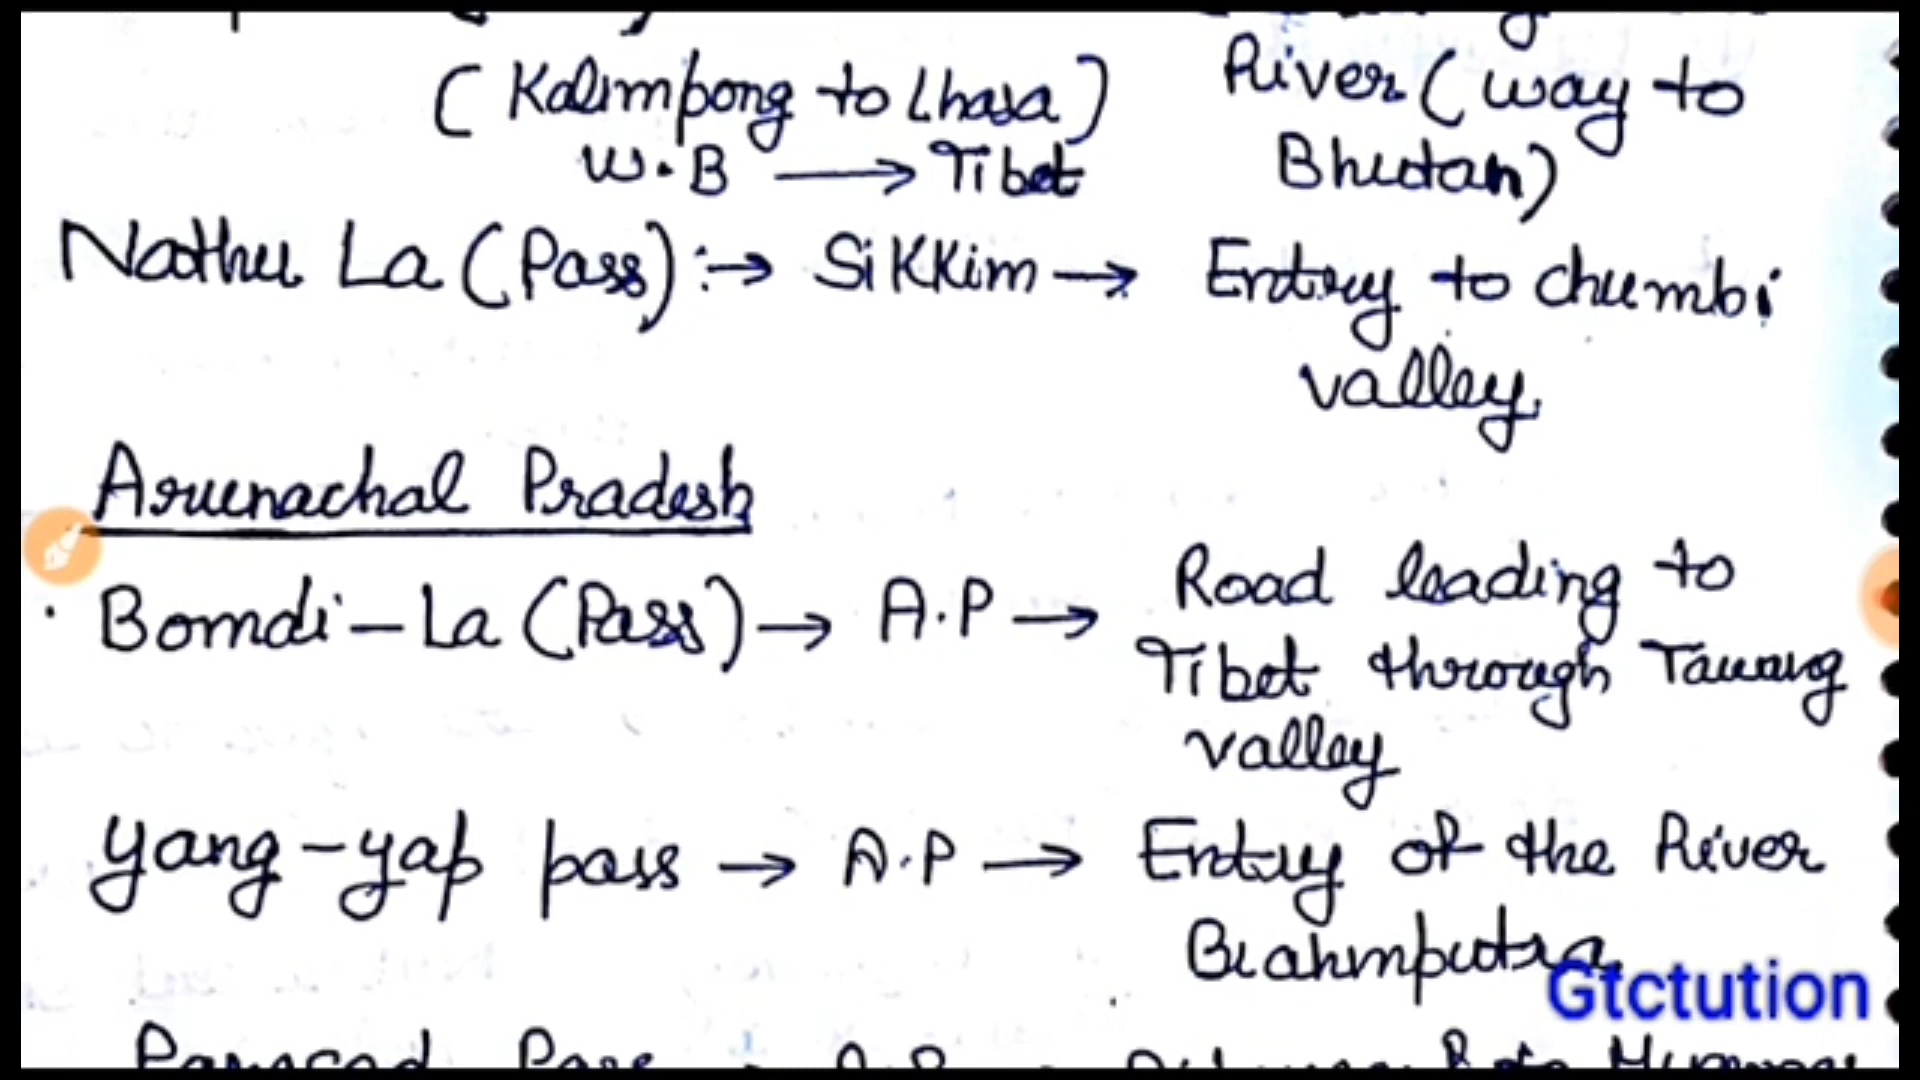 (Kalimpong to Lhasa) River (way to
W.B → Tibet Bhutan)
Nathu La (Pass) :→ Sikkim → Entry to Chumbi
valley.
Arunachal Pradesh
Bomdi-La (Pass) → A.P → Road leading to
Tibet through Tawang
valley
Yang-yap pass → A.P → Entry of the River
Brahmputra
Gtctution
Pass